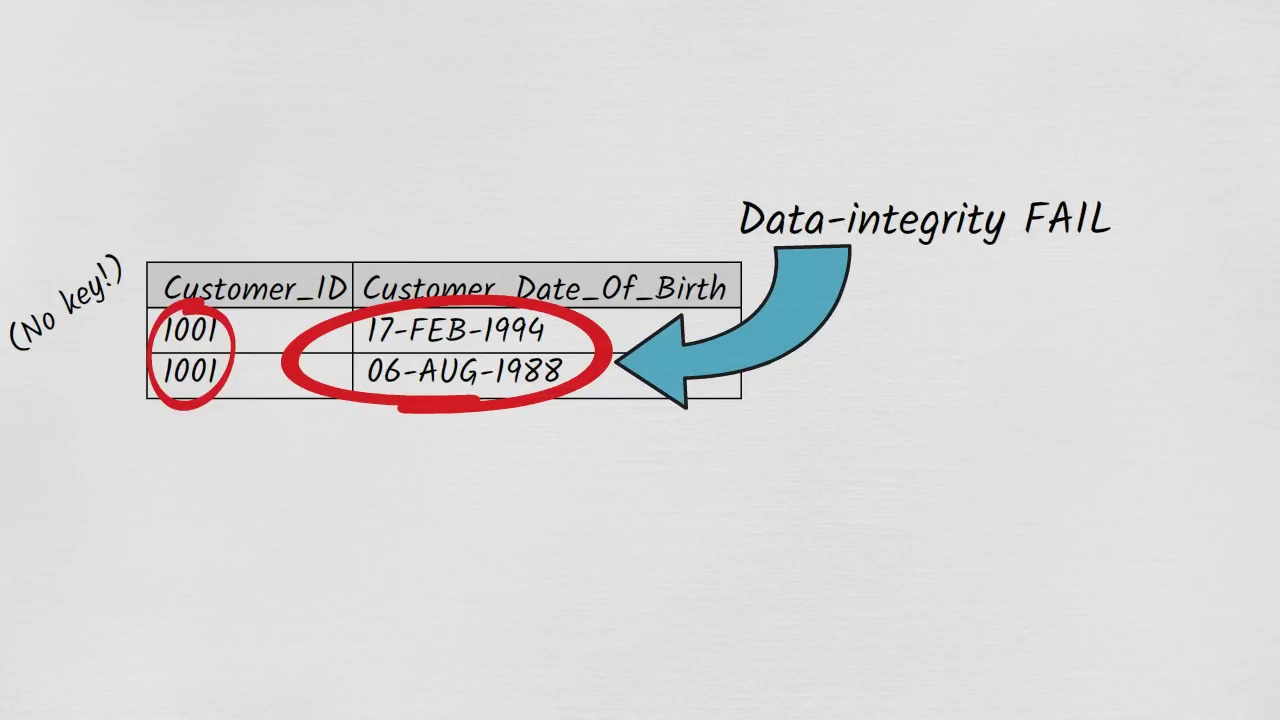 Data-integrity FAIL
(No key!)
Customer_ID Customer_Date_Of_Birth
1001 17-FEB-1994
1001 06-AUG-1988